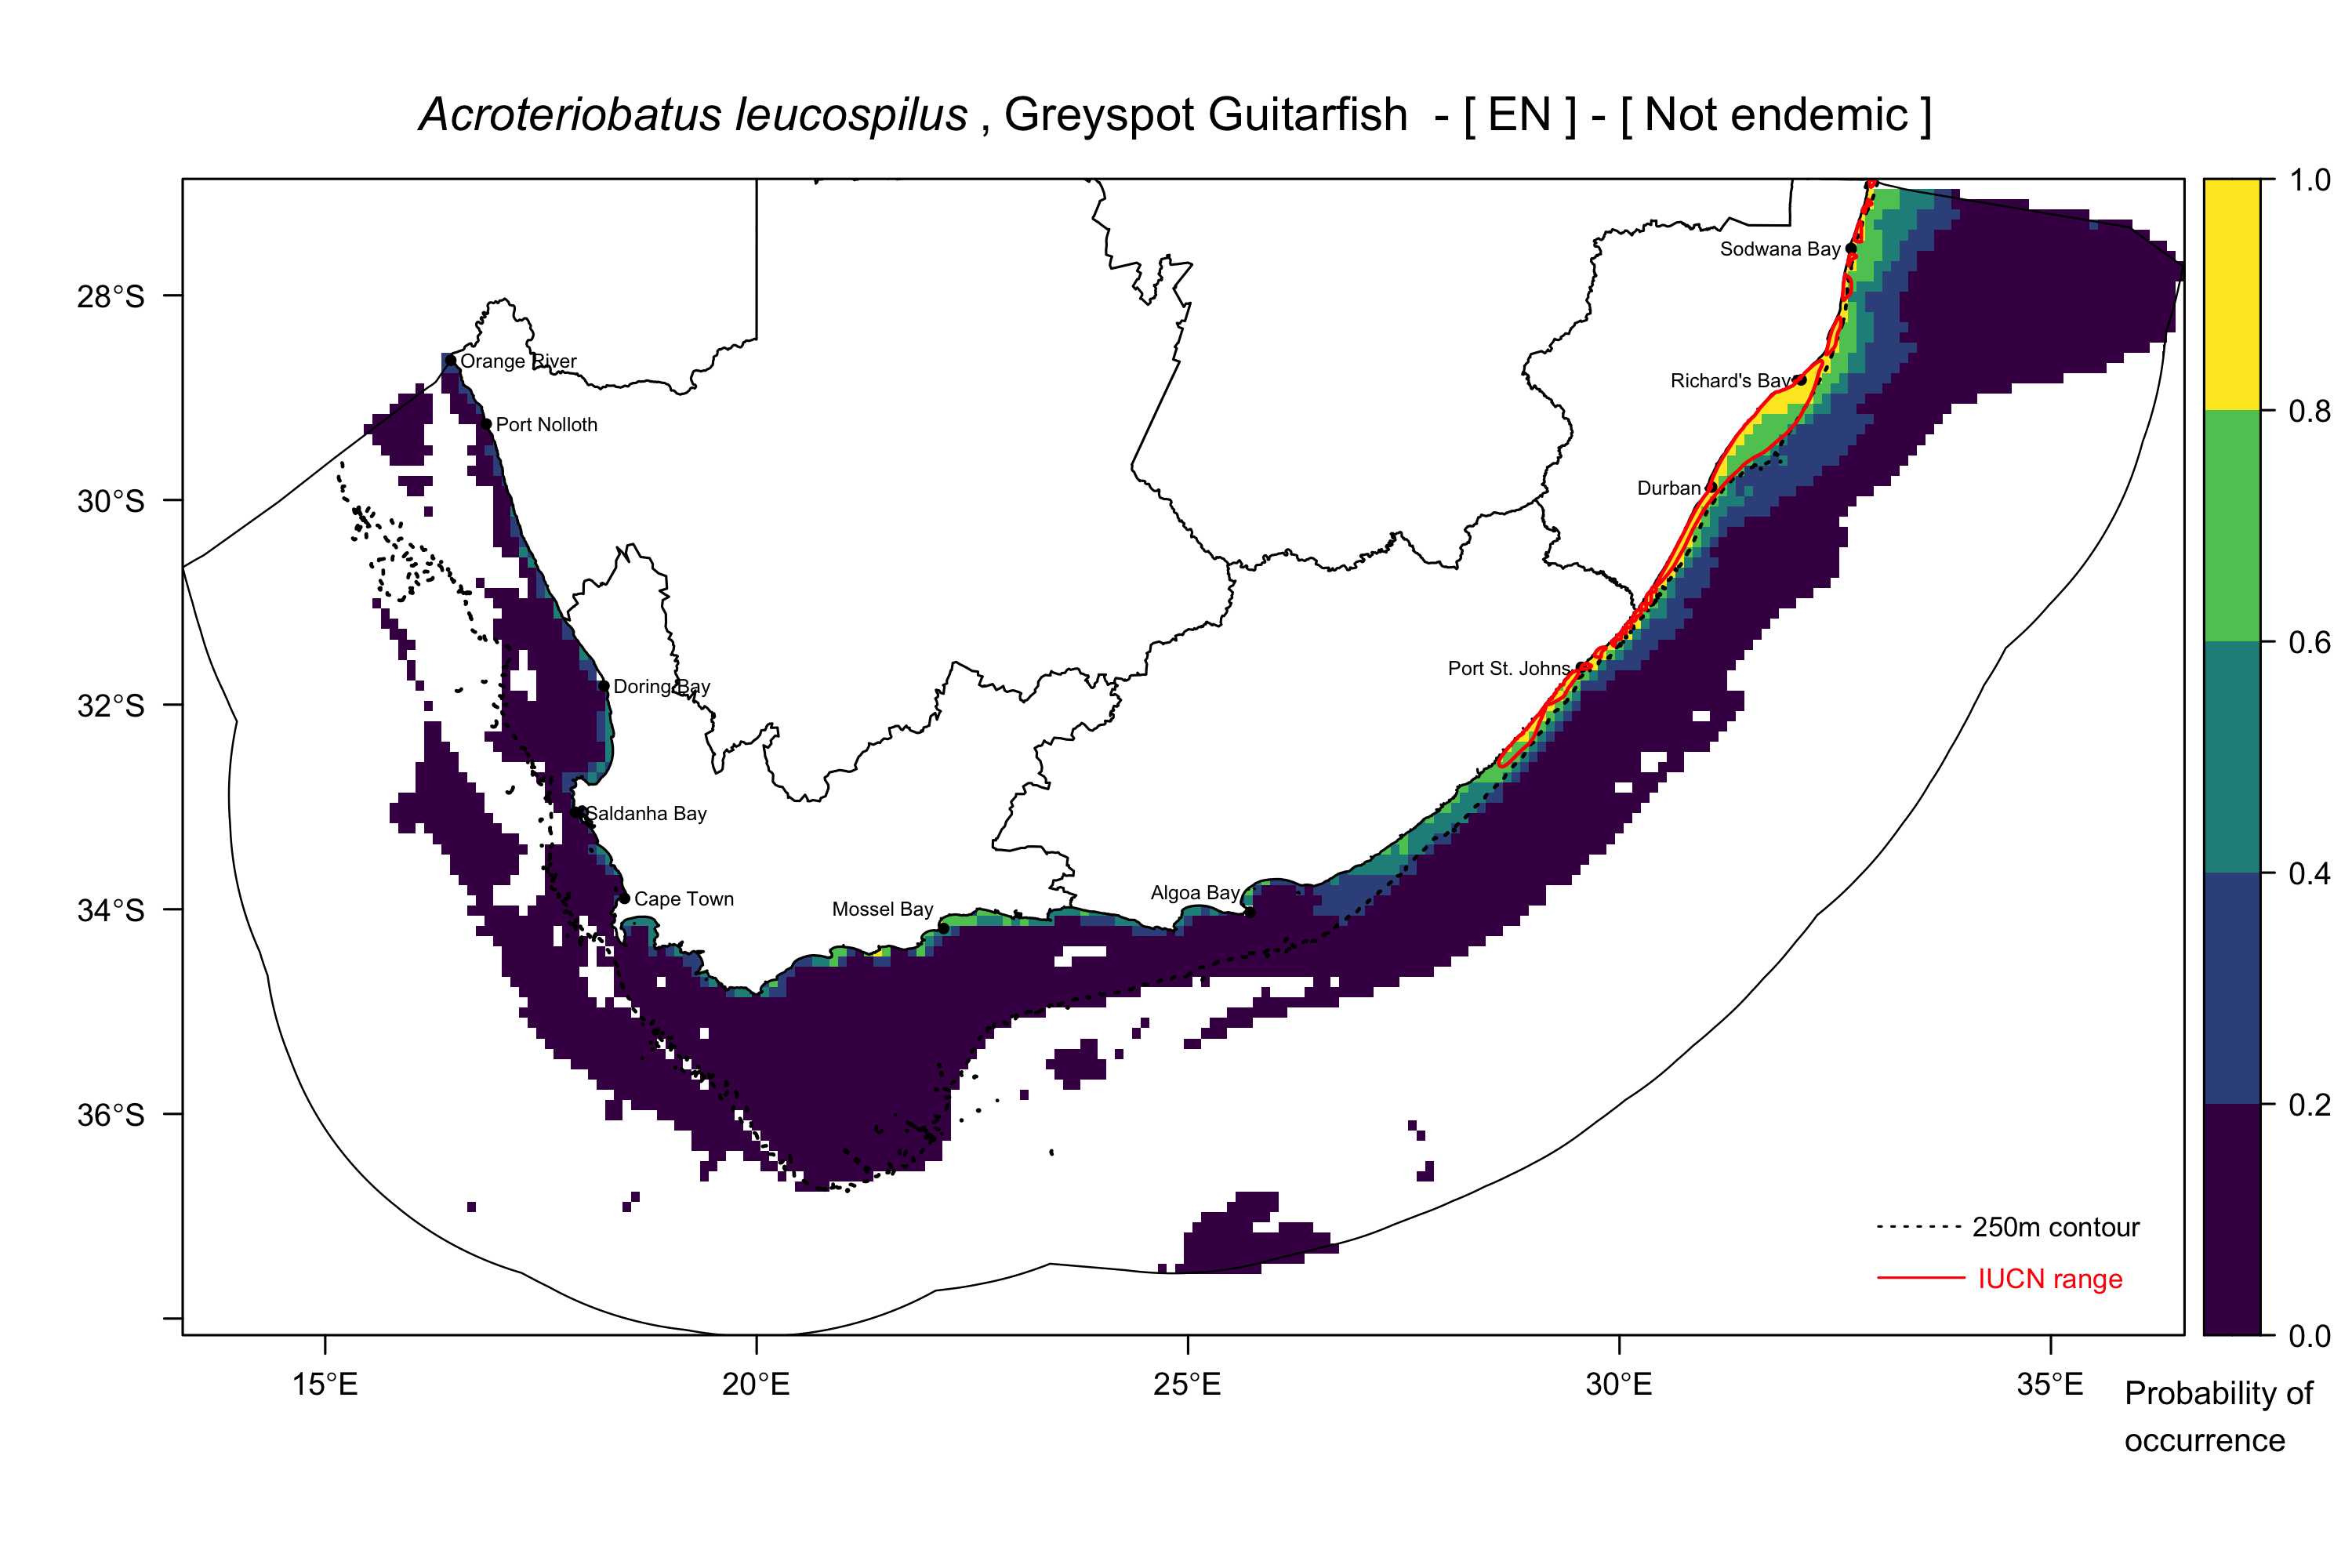 Acroteriobatus leucospilus , Greyspot Guitarfish - [ EN ] - [ Not endemic ]
1.0
Sodwana Bay
28°S
Orange River
Richard's Bay
0.8
Port Nolloth
Durban
30°S
0.6
Port St. Johns
Doring Bay
32°S
Saldanha Bay
0.4
Algoa Bay
Cape Town
Mossel Bay
34°S
0.2
36°S
250m contour
IUCN range
0.0
15°E
20°E
25°E
30°E
35°E
Probability of
occurrence